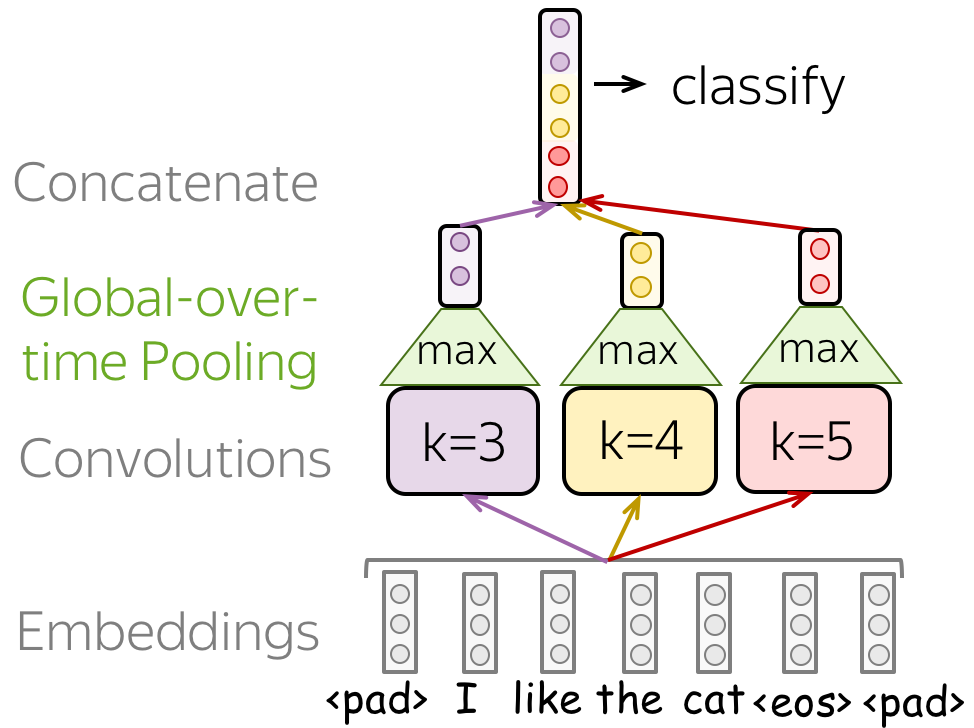 classify
Concatenate
Global-over-
time Pooling
max max max
Convolutions
k=3 k=4 k=5
Embeddings
<pad> I like the cat <eos> <pad>